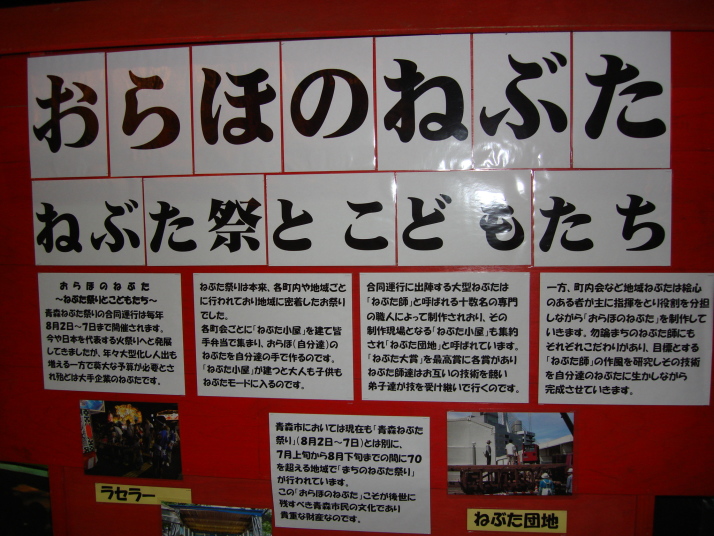 おらほのねぶた
ねぶた祭とこどもたち
おらほのねぶた
～ねぶた祭りとこどもたち～
青森ねぶた祭りの合同運行は毎年
8月2日～7日まで開催されます。
今や日本を代表する火祭りへと発展
してきましたが、年々大型化し人出も
増える一方で莫大な予算が必要とさ
れ殆どは大手企業のねぶたです。
ねぶた祭りは本来、各町内や地域ごと
に行われており地域に密着したお祭り
でした。
各町会ごとに「ねぶた小屋」を建て皆
手弁当で集まり、おらほ(自分達)の
ねぶたを自分達の手で作るのです。
「ねぶた小屋」が建つと大人も子供も
ねぶたモードに入るのです。
合同運行に出陣する大型ねぶたは
「ねぶた師」と呼ばれる十数名の専門
の職人によって制作されおり、その
制作現場となる「ねぶた小屋」も集約
され「ねぶた団地」と呼ばれています。
「ねぶた大賞」を最高賞に各賞があり
ねぶた師達はお互いの技術を競い
弟子達が技を受け継いで行くのです。
一方、町内会など地域ねぶたは絵心
のある者が主に指揮をとり役割を分担
しながら「おらほのねぶた」を制作して
いきます。勿論まちのねぶた師にも
それぞれこだわりがあり、目標とする
「ねぶた師」の作風を研究しその技術
を自分達のねぶたに生かしながら
完成させていきます。
青森市においては現在も「青森ねぶた
祭り」(8月2日～7日)とは別に、
7月上旬から8月下旬までの間に70
を超える地域で「まちのねぶた祭り」
が行われています。
この「おらほのねぶた」こそが後世に
残すべき青森市民の文化であり
貴重な財産なのです。
ラセラー
ねぶた団地